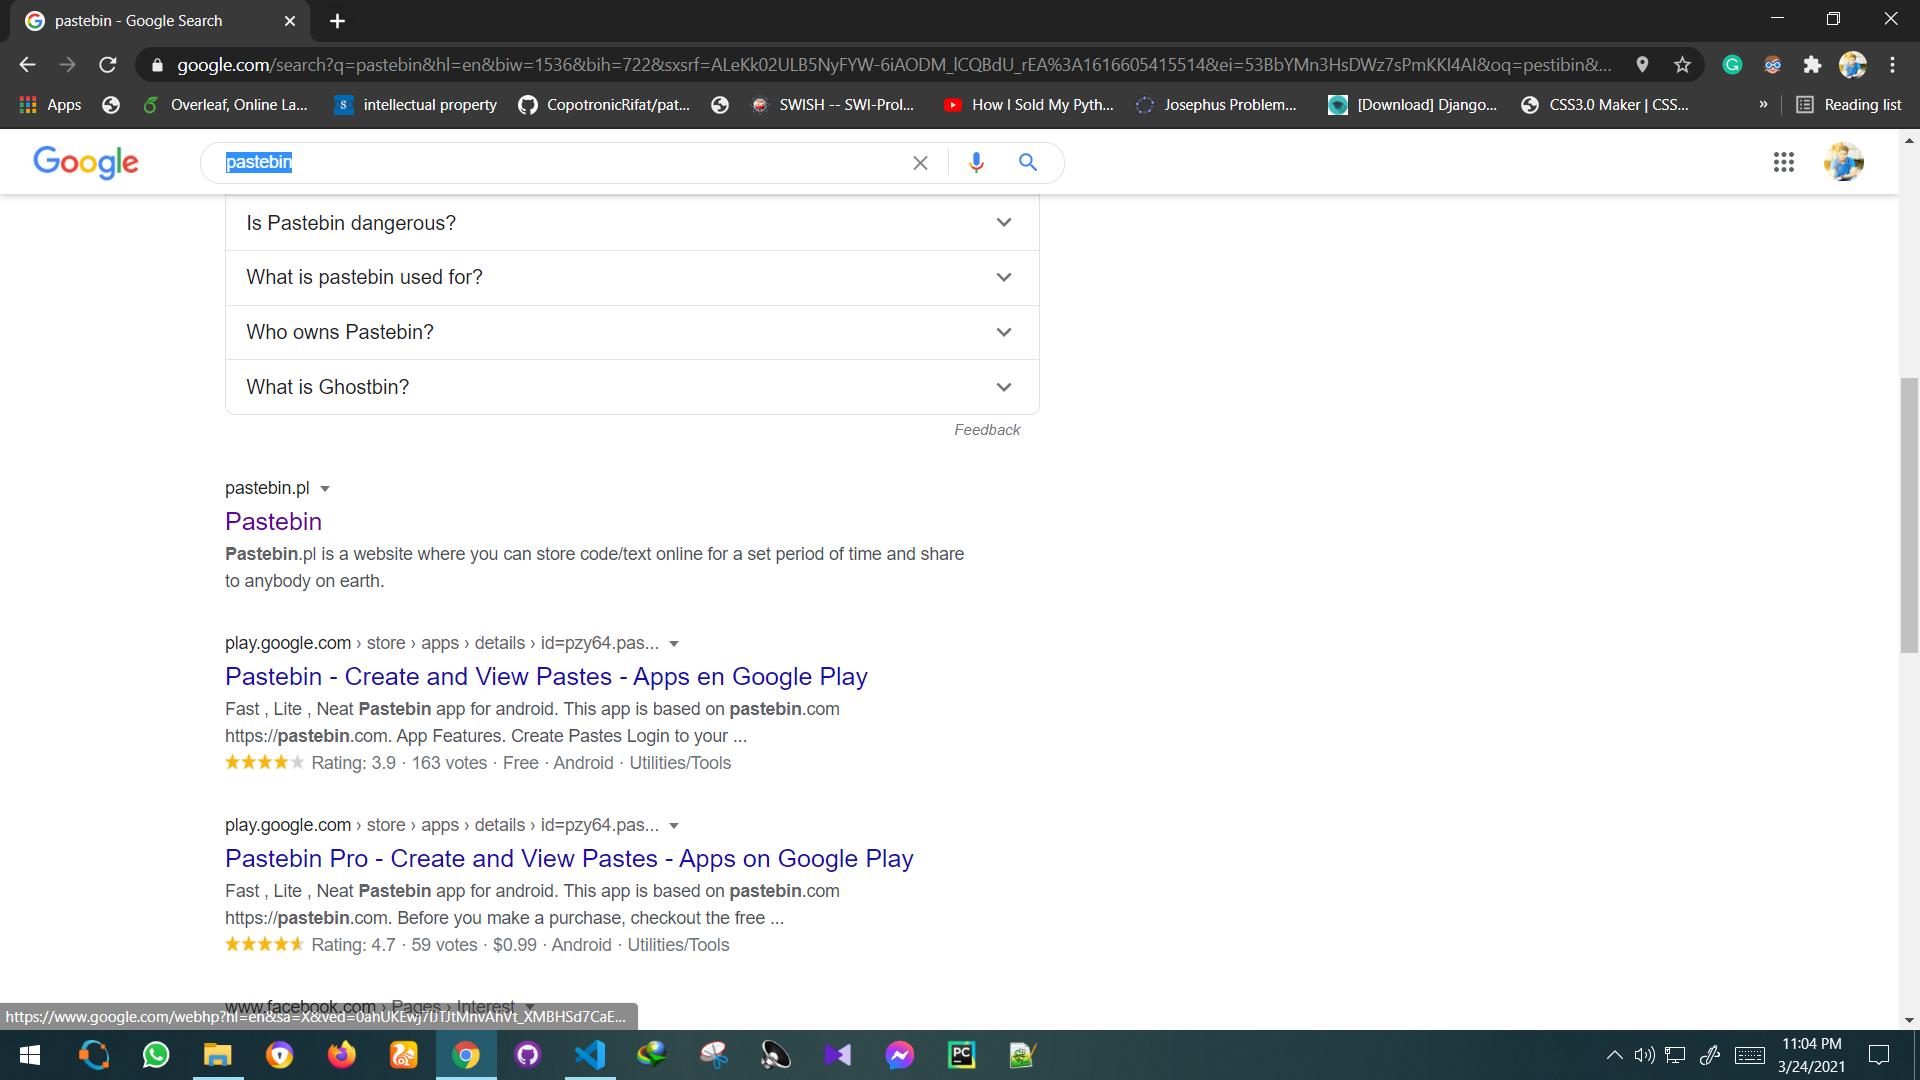 pastebin - Google Search
google.com/search?q=pastebin&hl=en&biw=1536&bih=722&sxsrf=ALeKk02ULB5NyFYW-6iAODM_lCQBdU_rEA%3A1616605415514&ei=53BbYMn3HsDWz7sPmKKI4AI&oq=pestibin&...
Apps Overleaf, Online La... intellectual property CopotronicRifat/pat... SWISH -- SWI-Prol... How I Sold My Pyth... Josephus Problem... [Download] Django... CSS3.0 Maker | CSS... » Reading list
Google pastebin
Is Pastebin dangerous?
What is pastebin used for?
Who owns Pastebin?
What is Ghostbin?
Feedback
pastebin.pl
Pastebin
Pastebin.pl is a website where you can store code/text online for a set period of time and share
to anybody on earth.
play.google.com › store › apps › details › id=pzy64.pas...
Pastebin - Create and View Pastes - Apps en Google Play
Fast , Lite , Neat Pastebin app for android. This app is based on pastebin.com
https://pastebin.com. App Features. Create Pastes Login to your ...
Rating: 3.9 · 163 votes · Free · Android · Utilities/Tools
play.google.com › store › apps › details › id=pzy64.pas...
Pastebin Pro - Create and View Pastes - Apps on Google Play
Fast , Lite , Neat Pastebin app for android. This app is based on pastebin.com
https://pastebin.com. Before you make a purchase, checkout the free ...
Rating: 4.7 · 59 votes · $0.99 · Android · Utilities/Tools
www.facebook.com › Pages › Interest
11:04 PM
3/24/2021